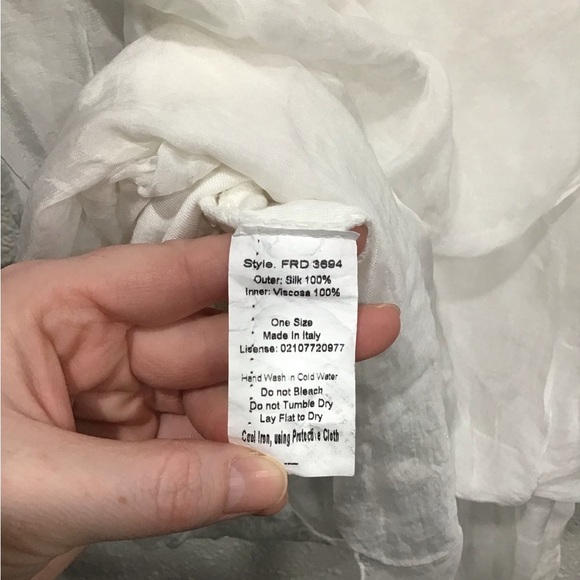 Style. FRD 3694
Outer: Silk 100%
Inner: Viscosa 100%
One Size
Made in Italy
License: 02107720977
Hand Wash in Cold Water
Do not Bleach
Do not Tumble Dry
Lay Flat to Dry
Cool Iron, using Protective Cloth